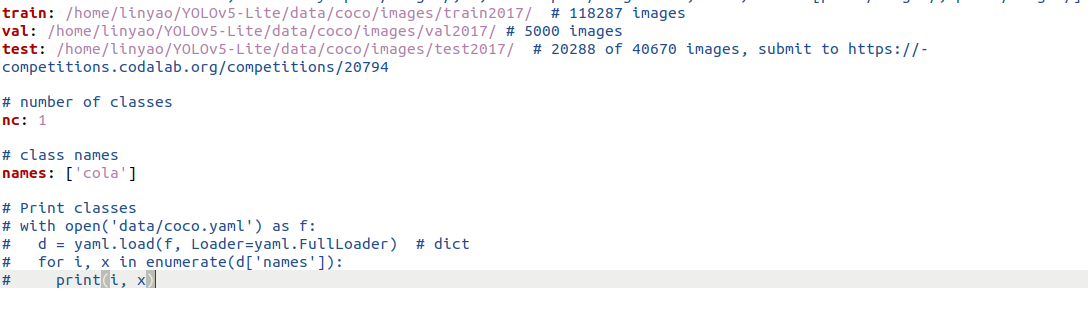 train: /home/linyao/YOLOv5-Lite/data/coco/images/train2017/  # 118287 images
val: /home/linyao/YOLOv5-Lite/data/coco/images/val2017/ # 5000 images
test: /home/linyao/YOLOv5-Lite/data/coco/images/test2017/  # 20288 of 40670 images, submit to https://-
competitions.codalab.org/competitions/20794
# number of classes
nc: 1
# class names
names: ['cola']
# Print classes
# with open('data/coco.yaml') as f:
#   d = yaml.load(f, Loader=yaml.FullLoader)  # dict
#   for i, x in enumerate(d['names']):
#     print(i, x)